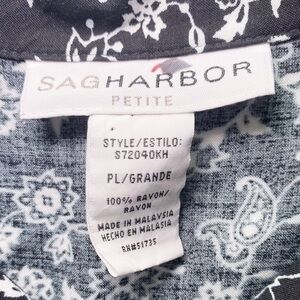 SAGHARBOR
PETITE
STYLE/ESTILO:
S72040KH
PL/GRANDE
100% RAYON/
RAYON
MADE IN MALAYSIA
HECHO EN MALASIA
RN#51735